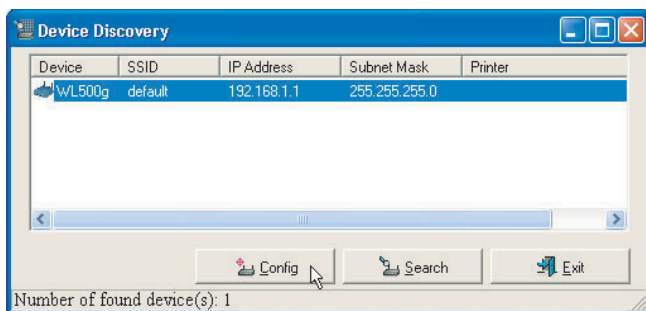 Device Discovery
Device SSID IP Address Subnet Mask Printer
WL500g default 192.168.1.1 255.255.255.0
Config Search Exit
Number of found device(s): 1